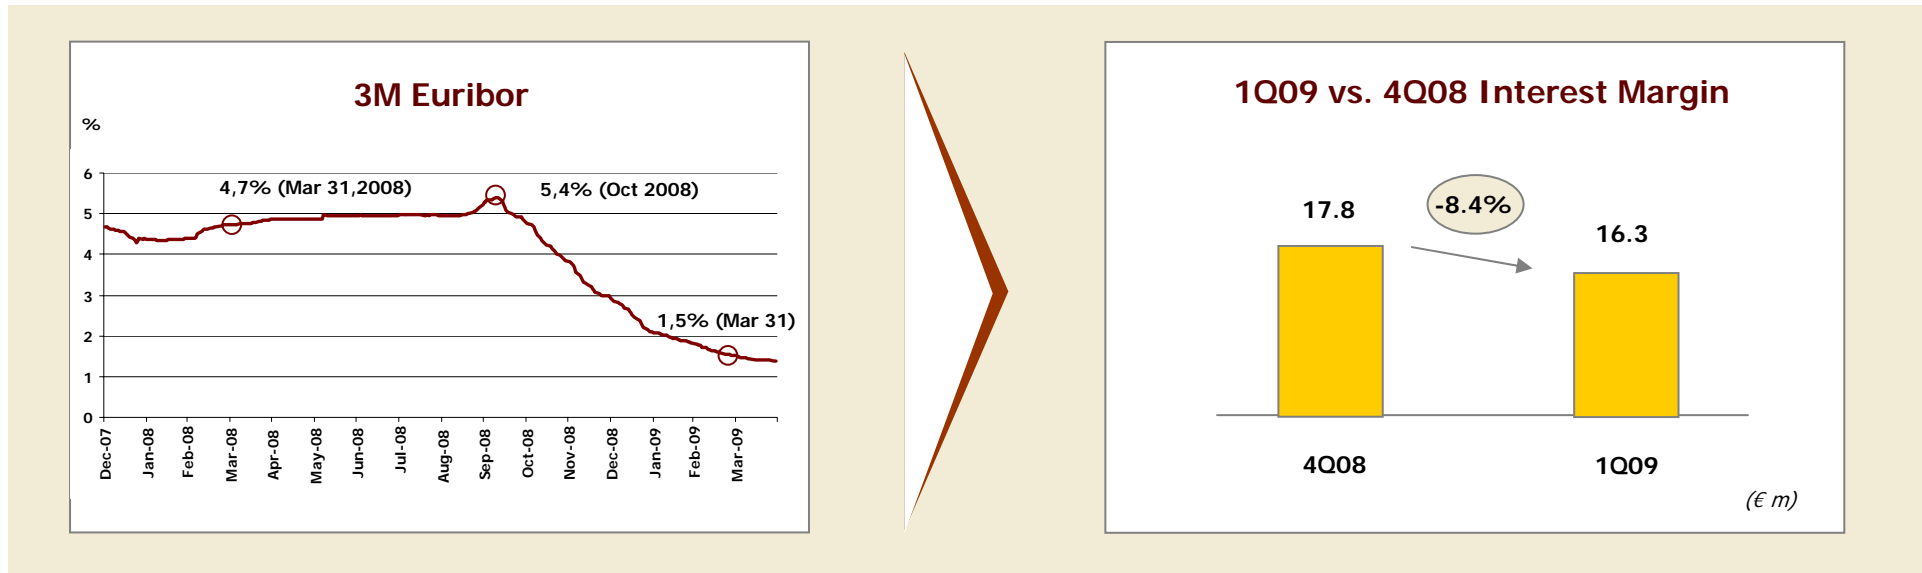 3M Euribor
%
6
5
4
3
2
1
0
4,7% (Mar 31,2008)
5,4% (Oct 2008)
1,5% (Mar 31)
Dec-07
Jan-08
Feb-08
Mar-08
Apr-08
May-08
Jun-08
Jul-08
Aug-08
Sep-08
Oct-08
Nov-08
Dec-08
Jan-09
Feb-09
Mar-09
1Q09 vs. 4Q08 Interest Margin
17.8
-8.4%
16.3
4Q08
1Q09
(€ m)